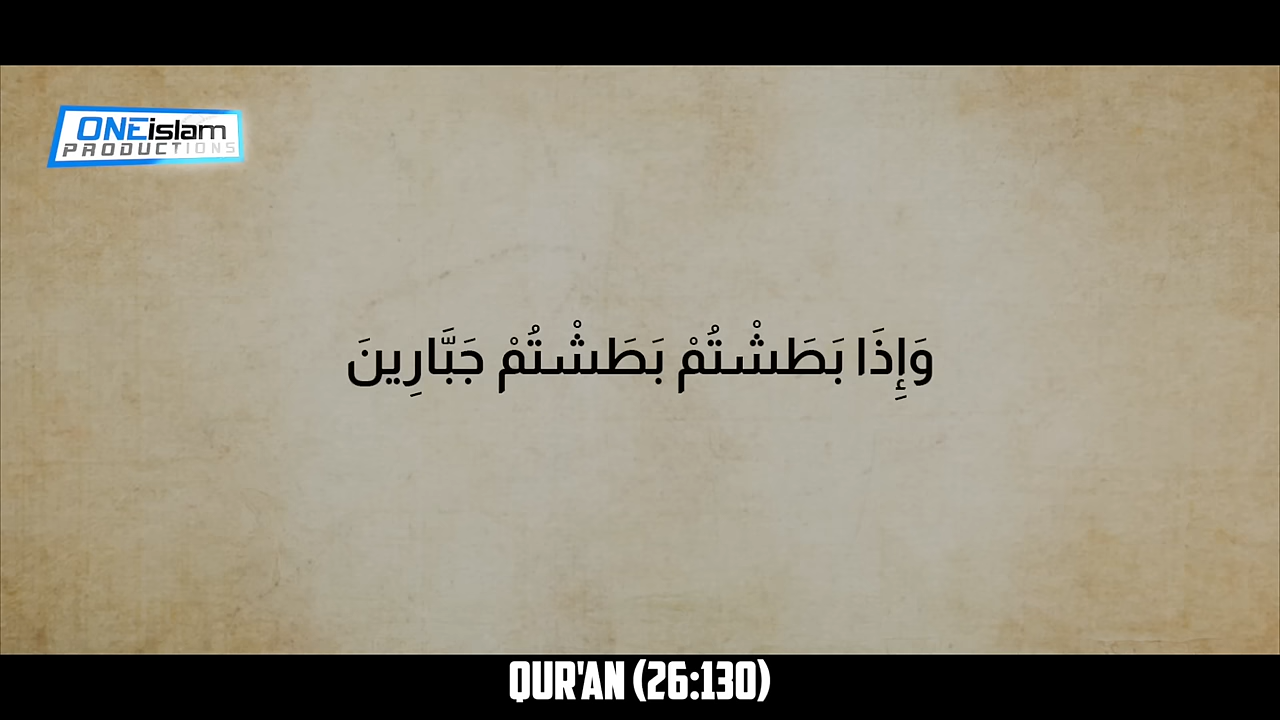 ONEislam
PRODUCTIONS
وَإِذَا بَطَشْتُمْ بَطَشْتُمْ جَبَّارِينَ
QUR'AN (26:130)